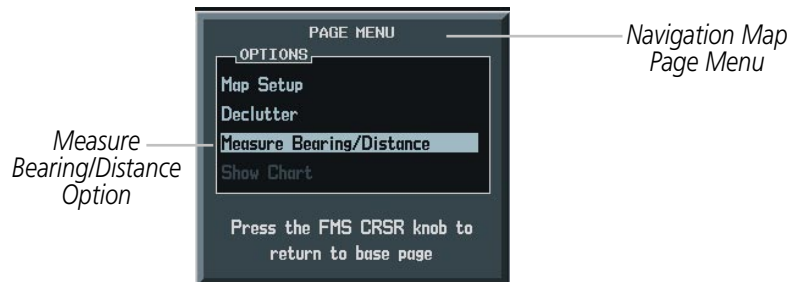 PAGE MENU
OPTIONS
Map Setup
Declutter
Measure Bearing/Distance
Show Chart
Press the FMS CRSR knob to
return to base page
Navigation Map
Page Menu
Measure
Bearing/Distance
Option